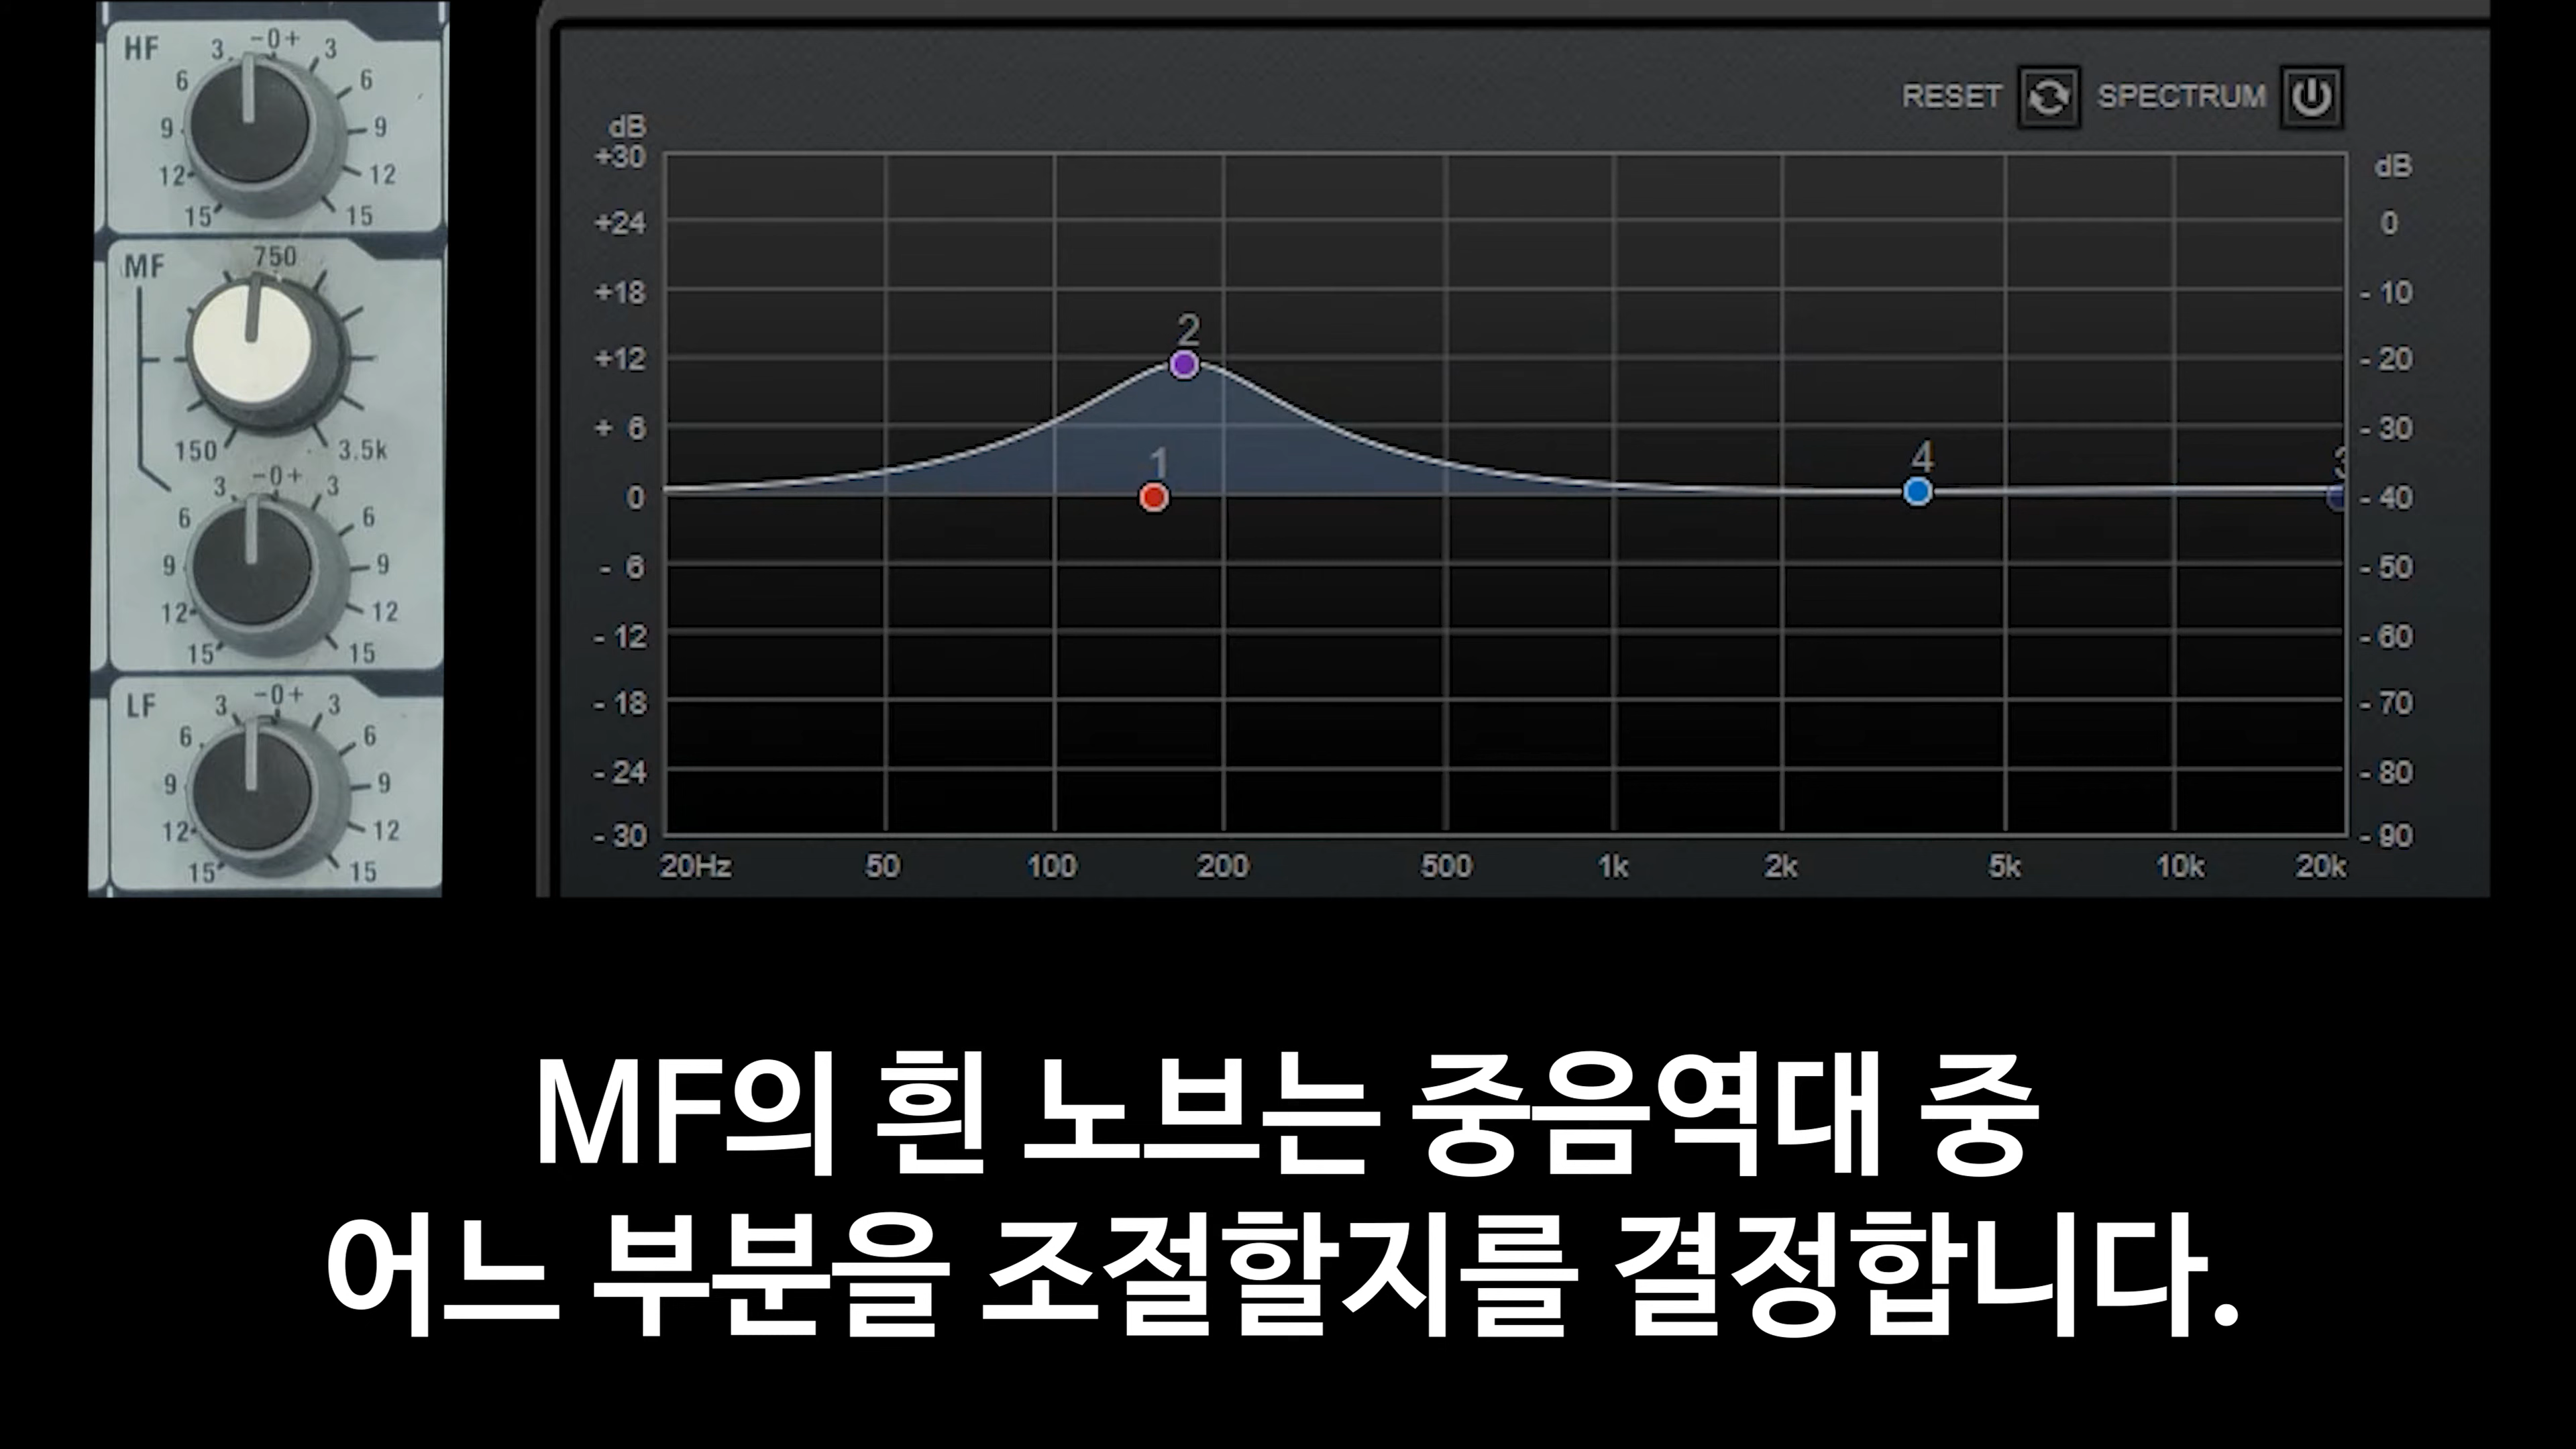 HF
-0+
3 3
6 6
9 9
12 12
15 15
MF
750
150 3.5k
-0+
3 3
6 6
9 9
12 12
15 15
LF
-0+
3 3
6 6
9 9
12 12
15 15
RESET SPECTRUM
dB dB
+30
+24 0
+18 - 10
+12 - 20
+ 6 - 30
0 - 40
- 6 - 50
- 12 - 60
- 18 - 70
- 24 - 80
- 30 - 90
2
1
4
20Hz 50 100 200 500 1k 2k 5k 10k 20k
MF의 흰 노브는 중음역대 중
어느 부분을 조절할지를 결정합니다.